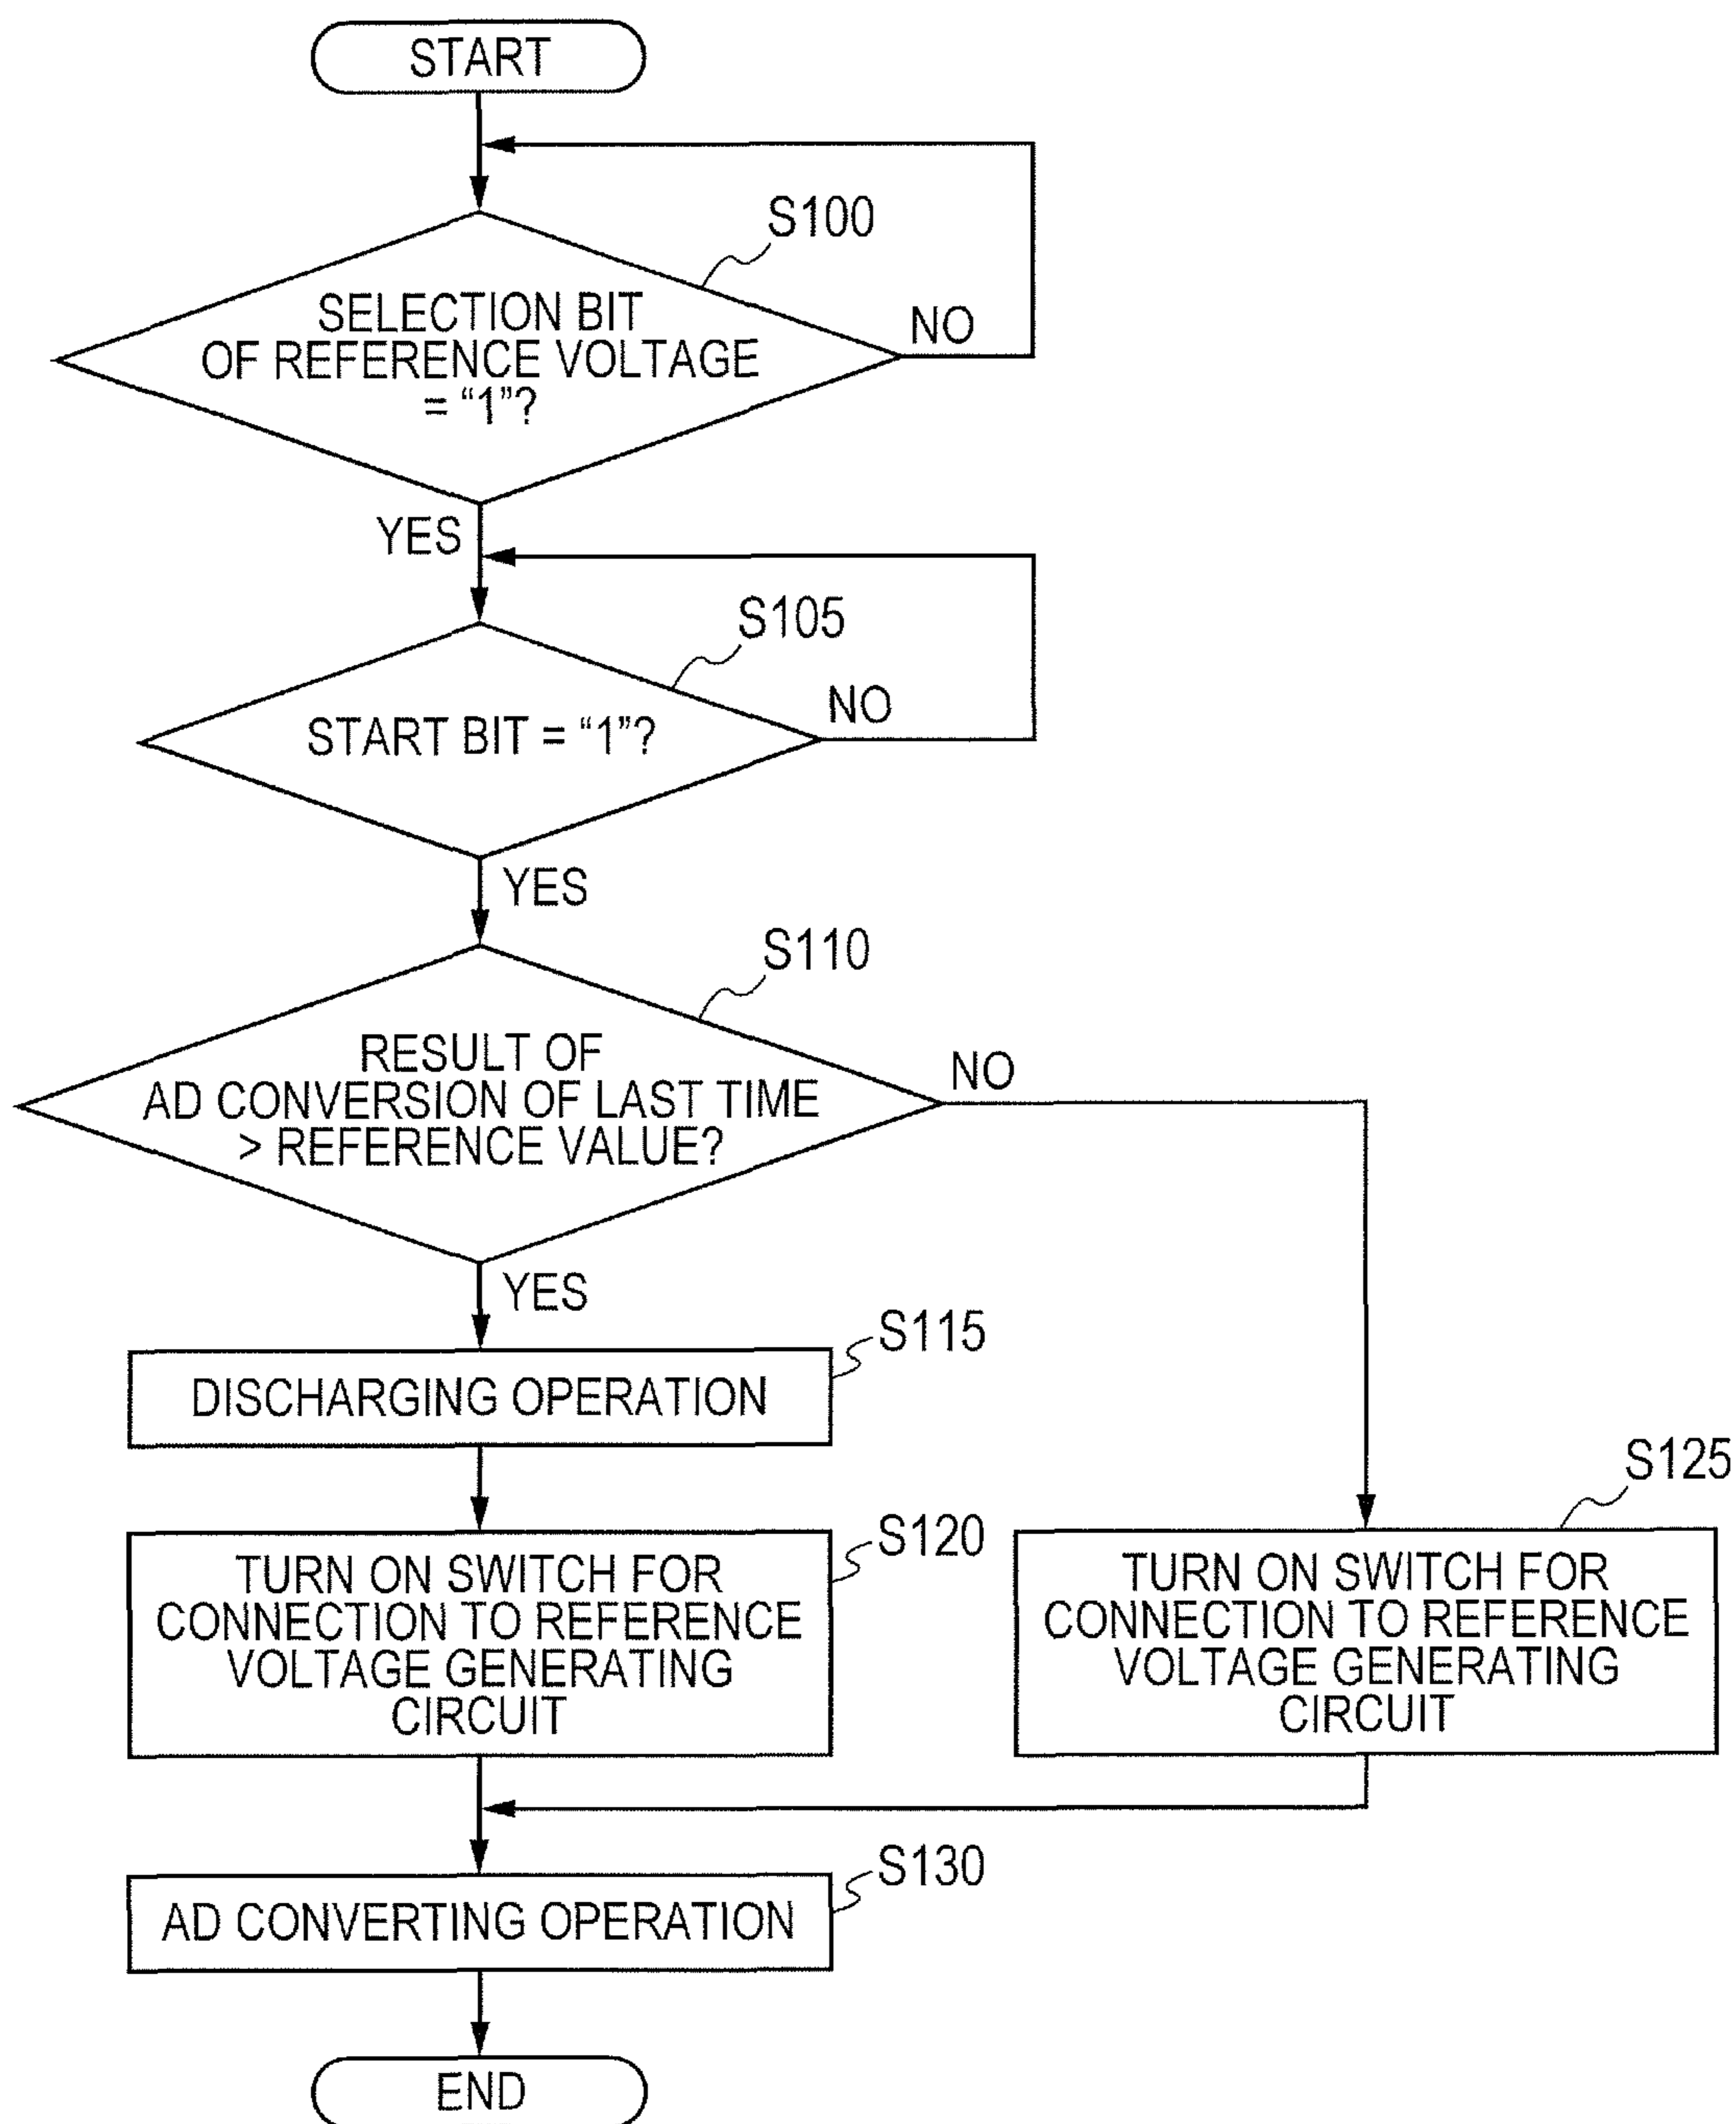 START
S100
SELECTION BIT
OF REFERENCE VOLTAGE
= “1”?
NO
YES
S105
START BIT = “1”?
NO
YES
S110
RESULT OF
AD CONVERSION OF LAST TIME
> REFERENCE VALUE?
NO
YES
S115
DISCHARGING OPERATION
S120
TURN ON SWITCH FOR
CONNECTION TO REFERENCE
VOLTAGE GENERATING
CIRCUIT
S125
TURN ON SWITCH FOR
CONNECTION TO REFERENCE
VOLTAGE GENERATING
CIRCUIT
S130
AD CONVERTING OPERATION
END